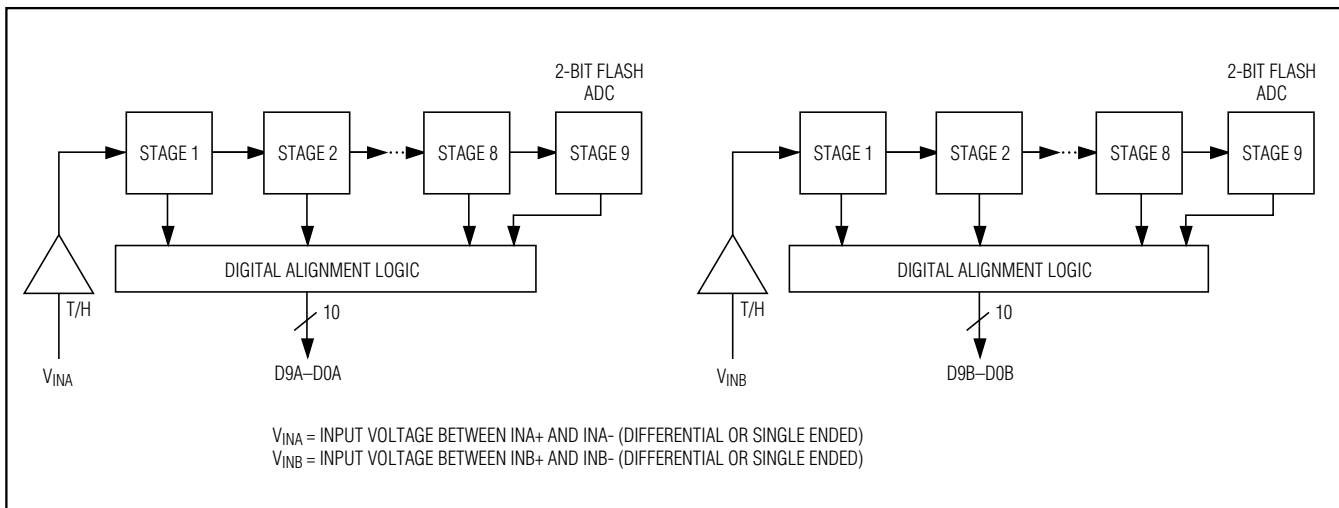 2-BIT FLASH
ADC
STAGE 1
STAGE 2
STAGE 8
STAGE 9
DIGITAL ALIGNMENT LOGIC
T/H
10
VINA
D9A–D0A
2-BIT FLASH
ADC
STAGE 1
STAGE 2
STAGE 8
STAGE 9
DIGITAL ALIGNMENT LOGIC
T/H
10
VINB
D9B–D0B
VINA = INPUT VOLTAGE BETWEEN INA+ AND INA- (DIFFERENTIAL OR SINGLE ENDED)
VINB = INPUT VOLTAGE BETWEEN INB+ AND INB- (DIFFERENTIAL OR SINGLE ENDED)